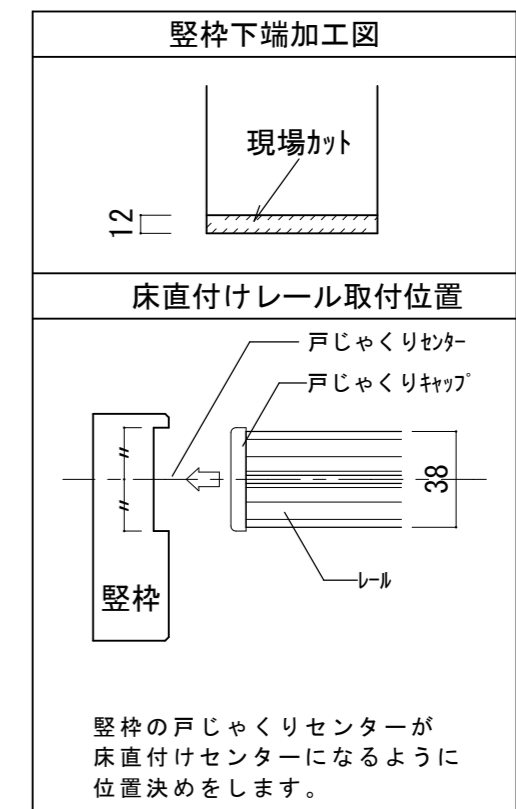 竪枠下端加工図
現場ｶｯﾄ
12
床直付けレール取付位置
戸じゃくりｾﾝﾀｰ
戸じゃくりｷｬｯﾌﾟ
〃
〃
38
ﾚｰﾙ
竪枠
竪枠の戸じゃくりセンターが
床直付けセンターになるように
位置決めをします。